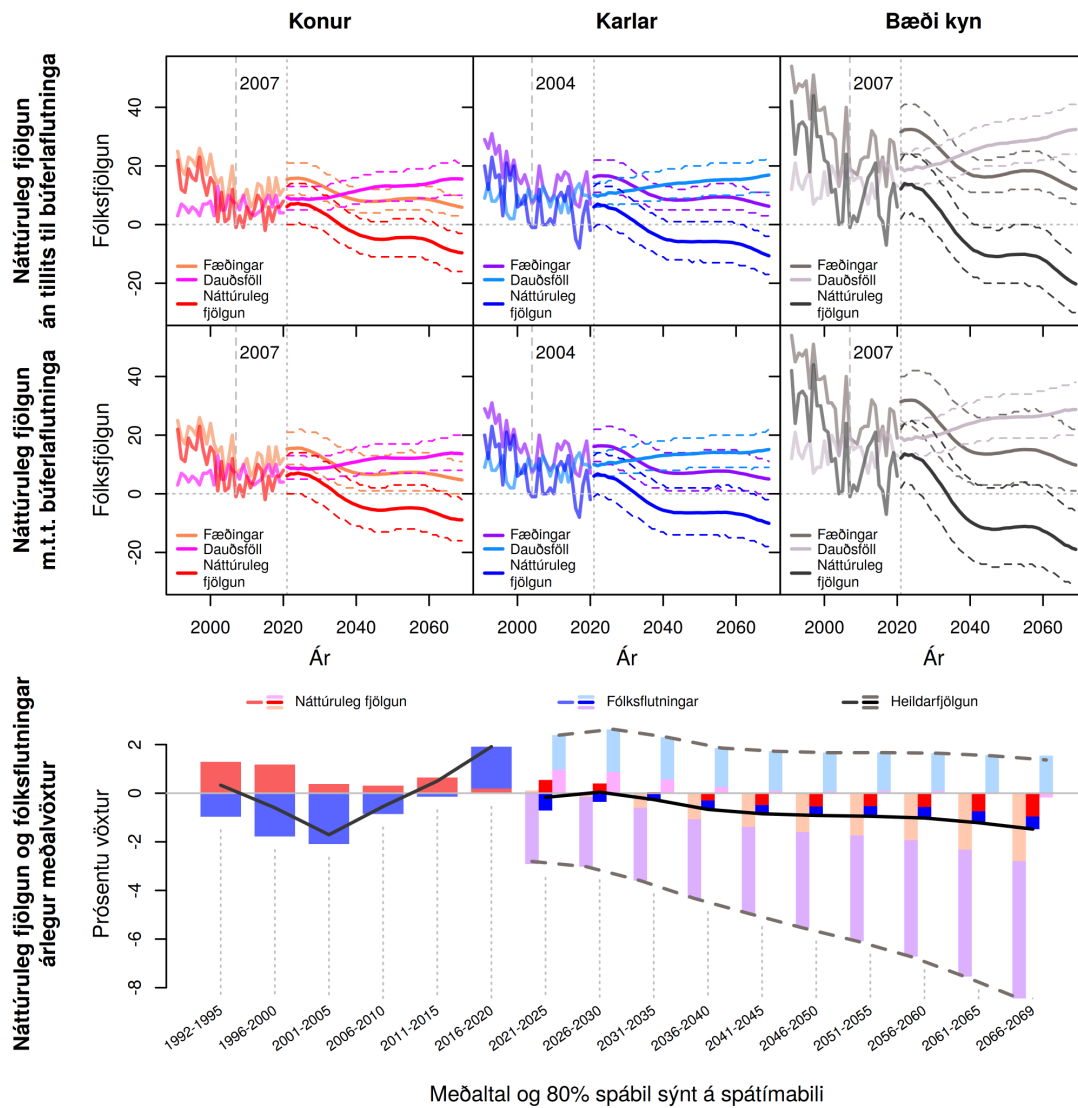 Konur
Karlar
Bæði kyn
Náttúruleg fjölgun
án tillits til búferlaflutninga
Fólksfjölgun
40
20
0
-20
2007
Fæðingar
Dauðsföll
Náttúruleg
fjölgun
2004
Fæðingar
Dauðsföll
Náttúruleg
fjölgun
2007
Fæðingar
Dauðsföll
Náttúruleg
fjölgun
Náttúruleg fjölgun
m.t.t. búferlaflutninga
Fólksfjölgun
40
20
0
-20
2007
Fæðingar
Dauðsföll
Náttúruleg
fjölgun
2004
Fæðingar
Dauðsföll
Náttúruleg
fjölgun
2007
Fæðingar
Dauðsföll
Náttúruleg
fjölgun
2000 2020 2040 2060
2000 2020 2040 2060
2000 2020 2040 2060
Ár
Ár
Ár
Náttúruleg fjölgun og fólksflutningar
árlegur meðalvöxtur
Náttúruleg fjölgun
Fólksflutningar
Heildarfjölgun
Prósentu vöxtur
2
0
-2
-4
-6
-8
1992-1995
1996-2000
2001-2005
2006-2010
2011-2015
2016-2020
2021-2025
2026-2030
2031-2035
2036-2040
2041-2045
2046-2050
2051-2055
2056-2060
2061-2065
2066-2069
Meðaltal og 80% spábil sýnt á spátímabili